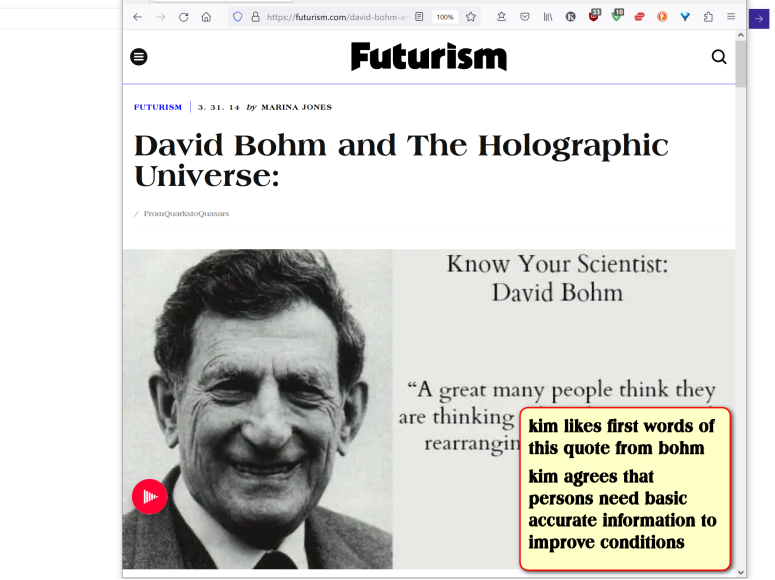 https://futurism.com/david-bohm-a
100%
33
10
Futurism
FUTURISM | 3. 31. 14 by MARINA JONES
David Bohm and The Holographic
Universe:
/ FromQuarkstoQuasars
Know Your Scientist:
David Bohm
“A great many people think they
are thinking
rearrangin
kim likes first words of
this quote from bohm
kim agrees that
persons need basic
accurate information to
improve conditions